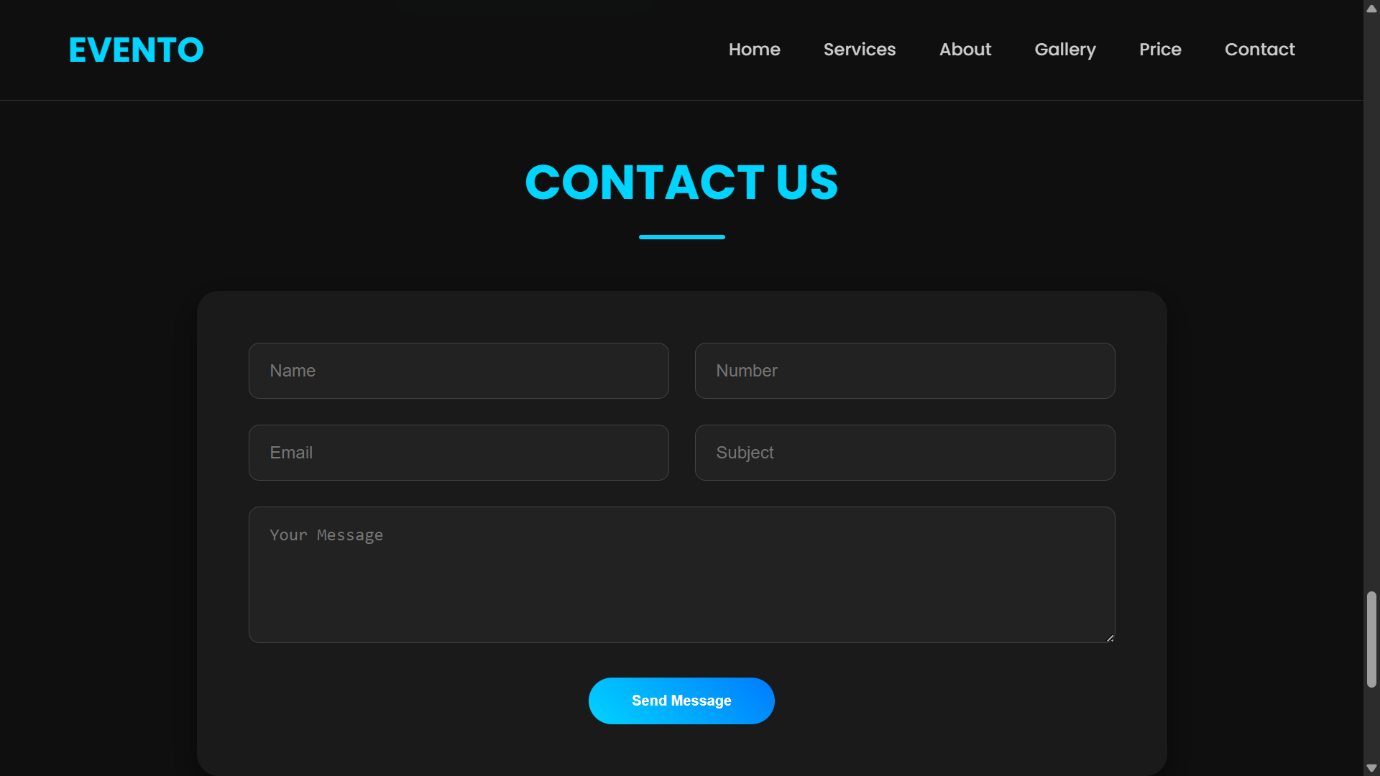 EVENTO Home Services About Gallery Price Contact
CONTACT US
Name Number
Email Subject
Your Message
Send Message